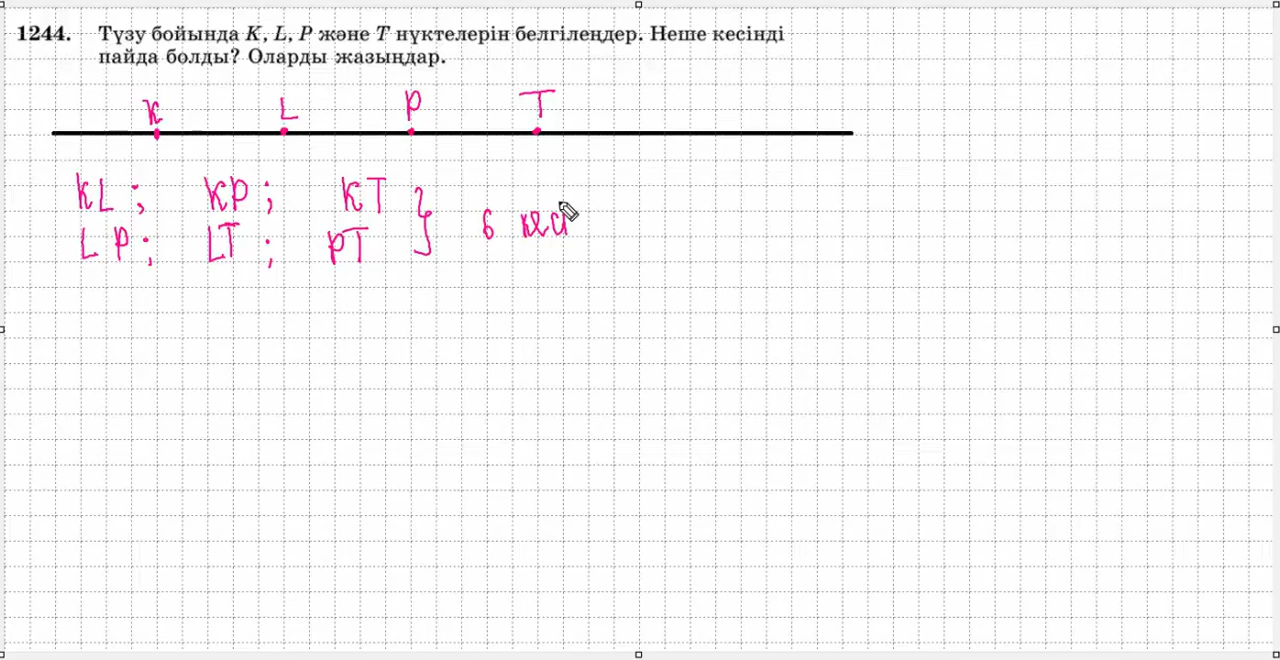 1244. Түзу бойында K, L, P және T нүктелерін белгілеңдер. Неше кесінді
пайда болды? Оларды жазыңдар.
K L P T
KL; KP; KT
LP; LT; PT } 6 кесі